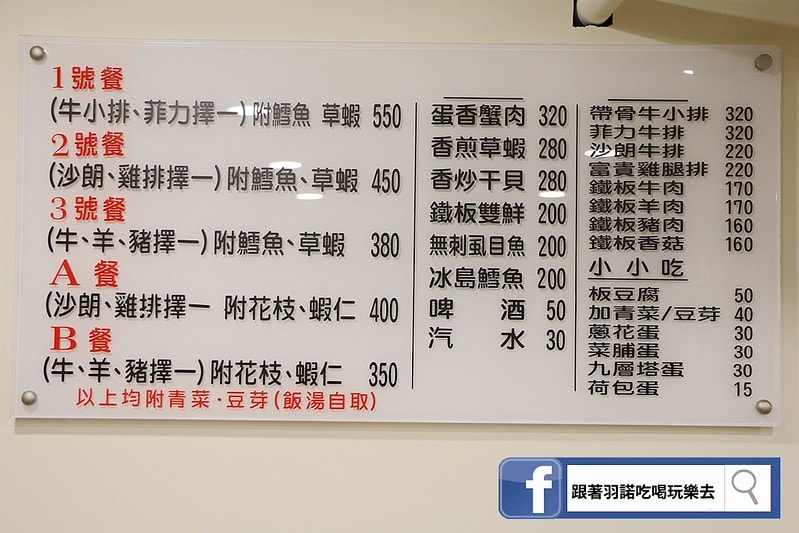 1號餐
(牛小排、菲力擇一)附鱈魚 草蝦 550
2號餐
(沙朗、雞排擇一)附鱈魚、草蝦 450
3號餐
(牛、羊、豬擇一)附鱈魚、草蝦 380
A 餐
(沙朗、雞排擇一 附花枝、蝦仁 400
B 餐
(牛、羊、豬擇一)附花枝、蝦仁 350
以上均附青菜·豆芽(飯湯自取)
蛋香蟹肉 320
香煎草蝦 280
香炒干貝 280
鐵板雙鮮 200
無刺虱目魚 200
冰島鱈魚 200
啤 酒 50
汽 水 30
帶骨牛小排 320
菲力牛排 320
沙朗牛排 220
富貴雞腿排 220
鐵板牛肉 170
鐵板羊肉 170
鐵板豬肉 160
鐵板香菇 160
小 小 吃
板豆腐 50
加青菜/豆芽 40
蔥花蛋 30
菜脯蛋 30
九層塔蛋 30
荷包蛋 15
f 跟著羽諾吃喝玩樂去